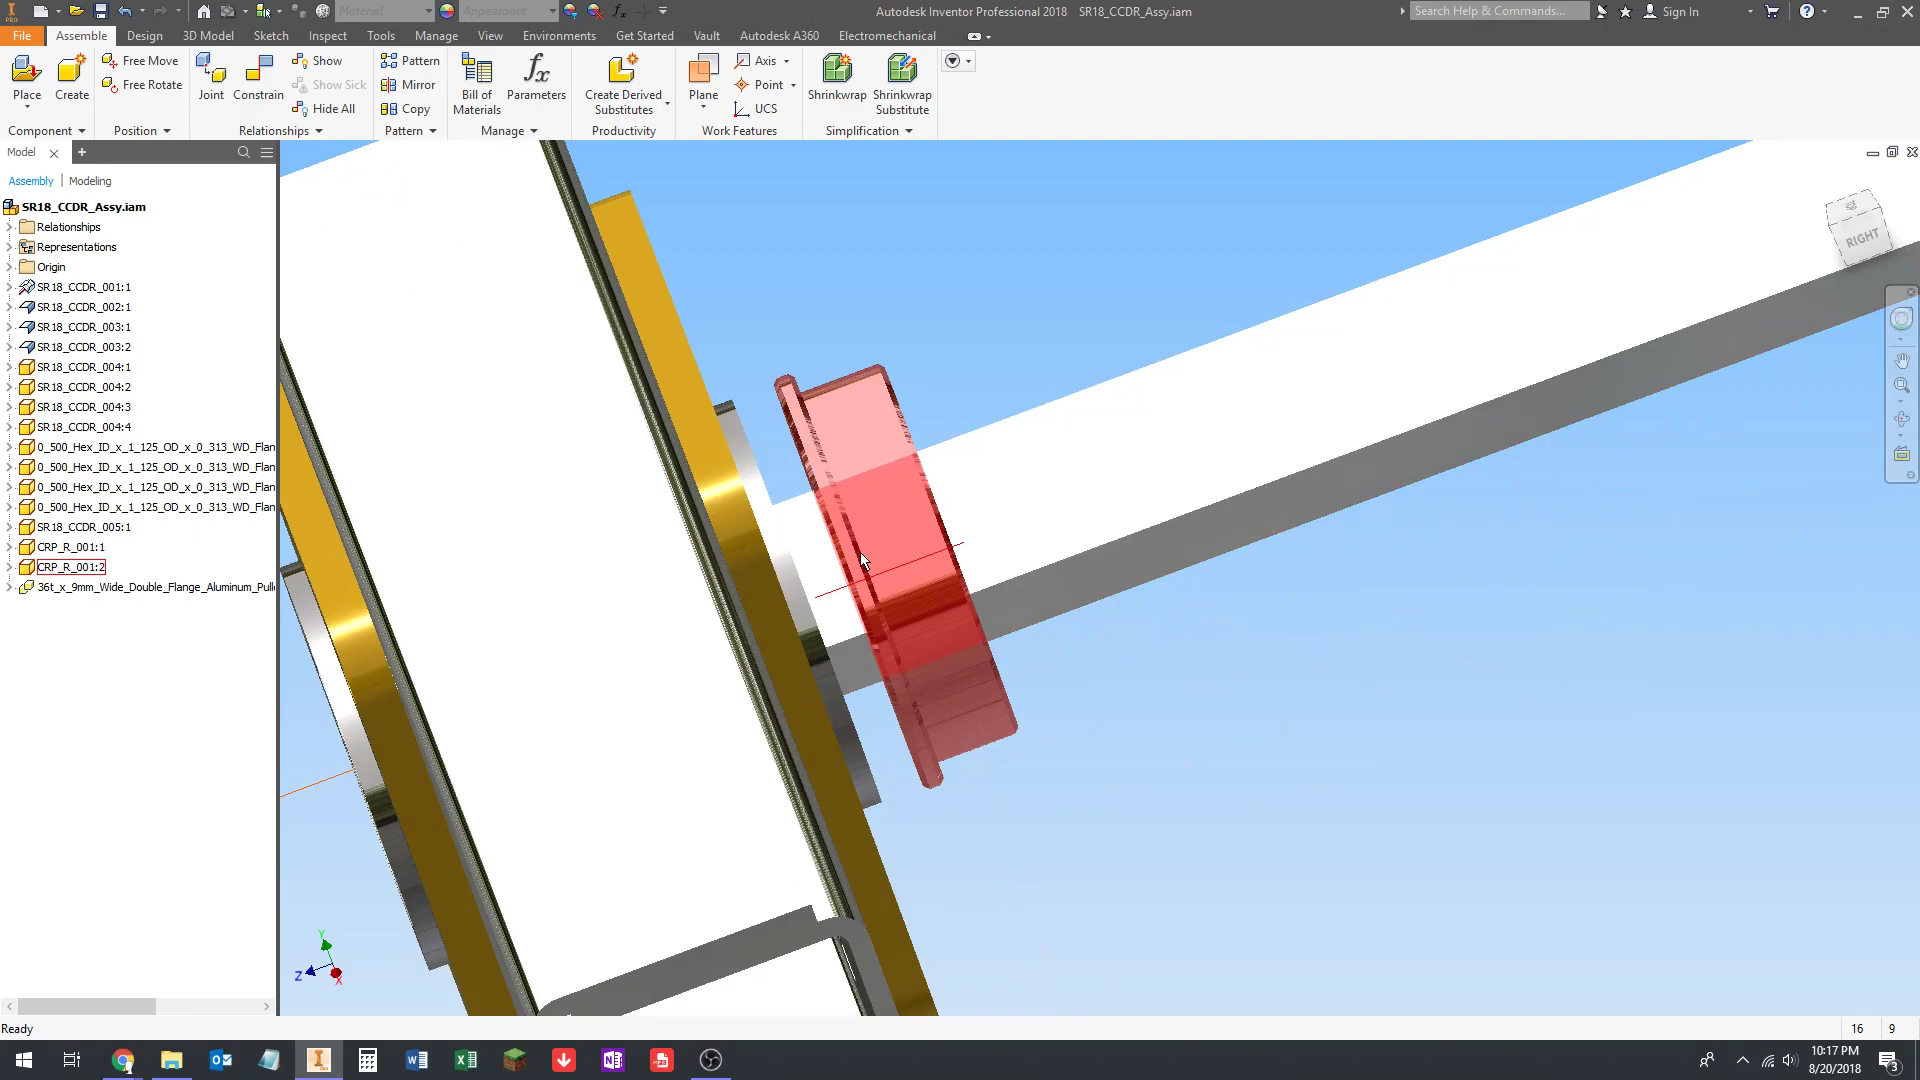 Material
Appearance
Autodesk Inventor Professional 2018 SR18_CCDR_Assy.iam
Search Help & Commands...
Sign In
File
Assemble
Design
3D Model
Sketch
Inspect
Tools
Manage
View
Environments
Get Started
Vault
Autodesk A360
Electromechanical
Place
Create
Free Move
Free Rotate
Joint
Constrain
Show
Show Sick
Hide All
Pattern
Mirror
Copy
Bill of Materials
Parameters
Create Derived Substitutes
Plane
Axis
Point
UCS
Shrinkwrap
Shrinkwrap Substitute
Component
Position
Relationships
Pattern
Manage
Productivity
Work Features
Simplification
Model
Assembly | Modeling
SR18_CCDR_Assy.iam
Relationships
Representations
Origin
SR18_CCDR_001:1
SR18_CCDR_002:1
SR18_CCDR_003:1
SR18_CCDR_003:2
SR18_CCDR_004:1
SR18_CCDR_004:2
SR18_CCDR_004:3
SR18_CCDR_004:4
0_500_Hex_ID_x_1_125_OD_x_0_313_WD_Flan
0_500_Hex_ID_x_1_125_OD_x_0_313_WD_Flan
0_500_Hex_ID_x_1_125_OD_x_0_313_WD_Flan
0_500_Hex_ID_x_1_125_OD_x_0_313_WD_Flan
SR18_CCDR_005:1
CRP_R_001:1
CRP_R_001:2
36t_x_9mm_Wide_Double_Flange_Aluminum_Pull
RIGHT
Y
Z
X
Ready
16 9
10:17 PM
8/20/2018
3